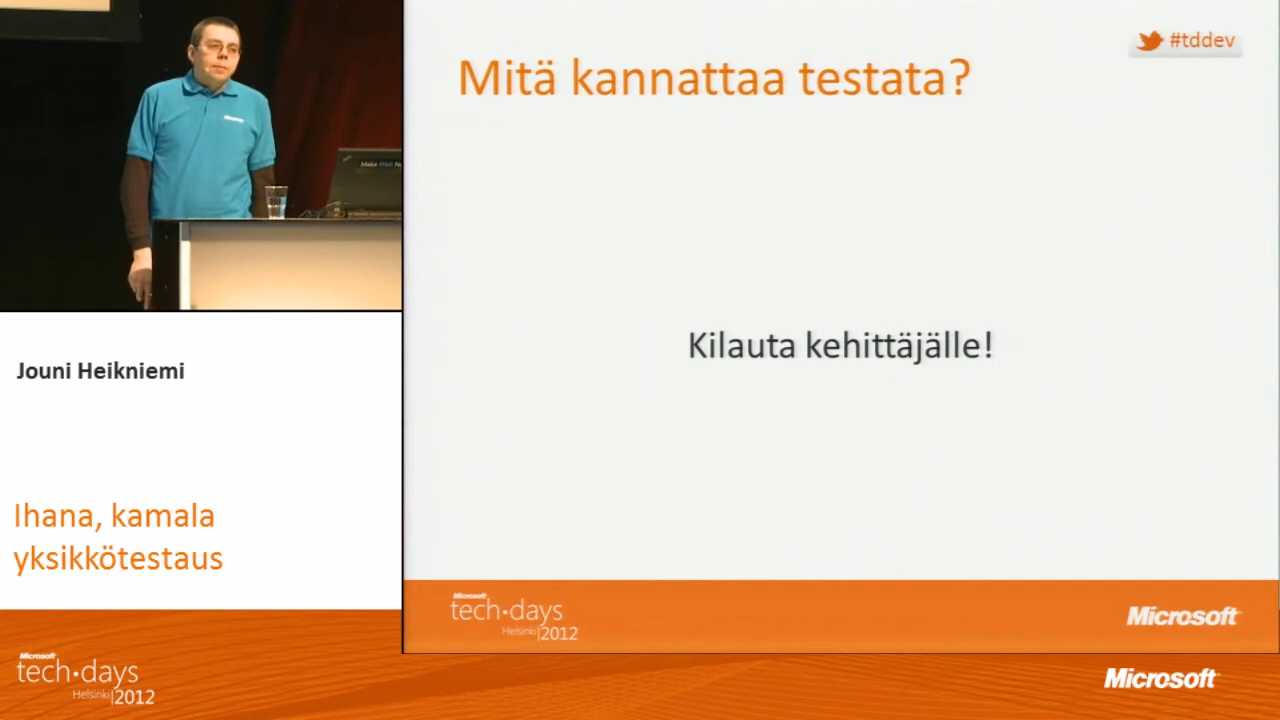 #tddev
Mitä kannattaa testata?
Kilauta kehittäjälle!
Jouni Heikniemi
Ihana, kamala
yksikkötestaus
Microsoft
tech·days
Helsinki|2012
Microsoft
Microsoft
tech·days
Helsinki|2012
Microsoft